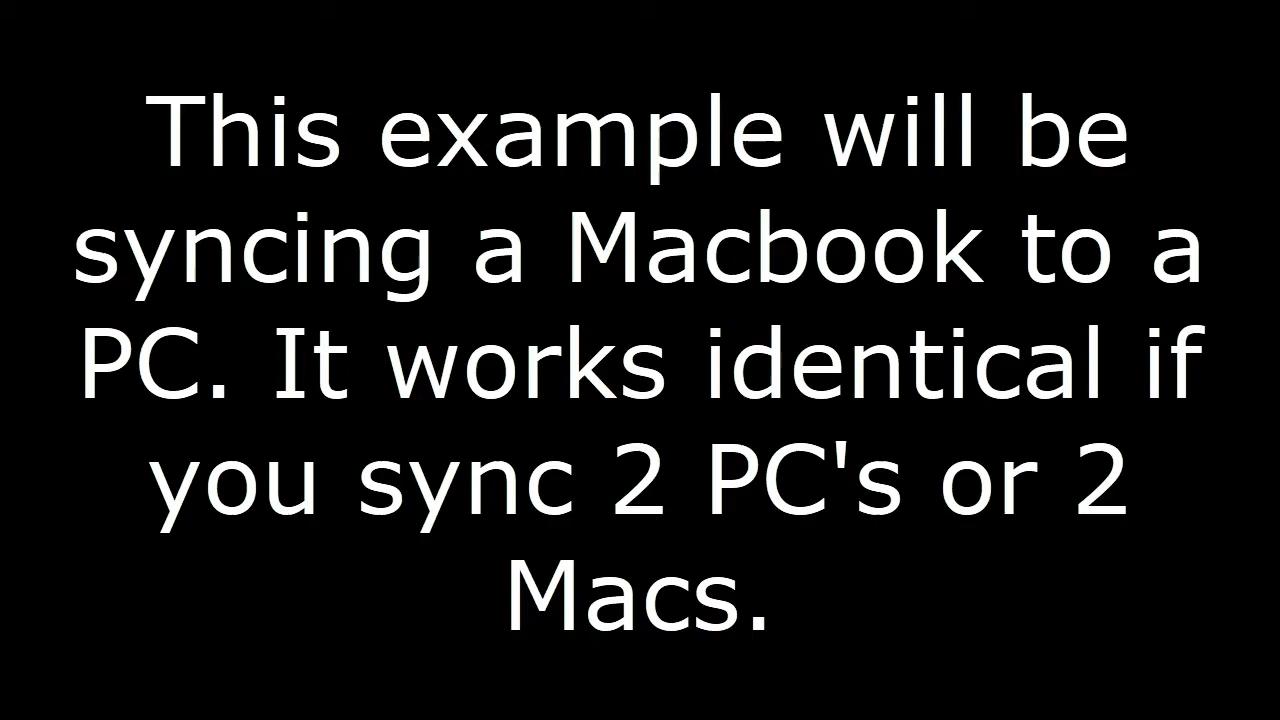 This example will be
syncing a Macbook to a
PC. It works identical if
you sync 2 PC's or 2
Macs.